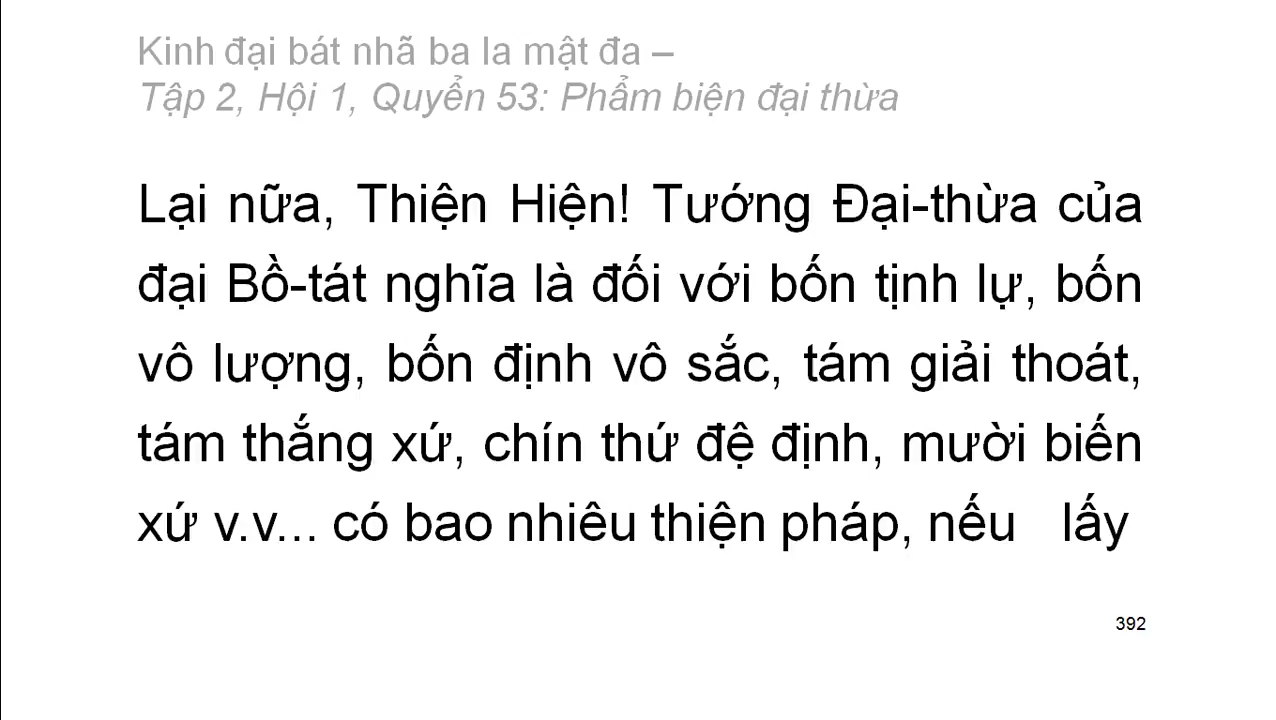 Kinh đại bát nhã ba la mật đa –
Tập 2, Hội 1, Quyển 53: Phẩm biện đại thừa
Lại nữa, Thiện Hiện! Tướng Đại-thừa của
đại Bồ-tát nghĩa là đối với bốn tịnh lự, bốn
vô lượng, bốn định vô sắc, tám giải thoát,
tám thắng xứ, chín thứ đệ định, mười biến
xứ v.v... có bao nhiêu thiện pháp, nếu lấy
392